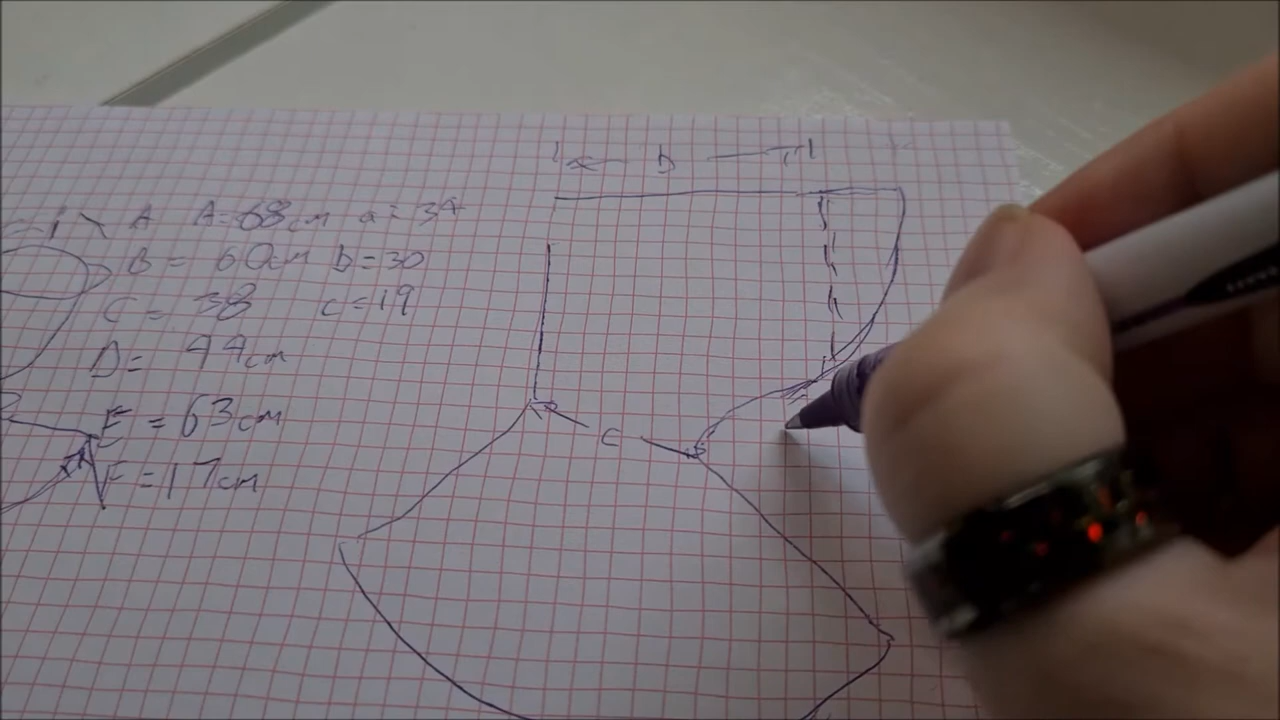 b
A A=68cm a=34
B = 60cm b=30
C = 38 c=19
D= 44cm
C
E = 63cm
F=17cm